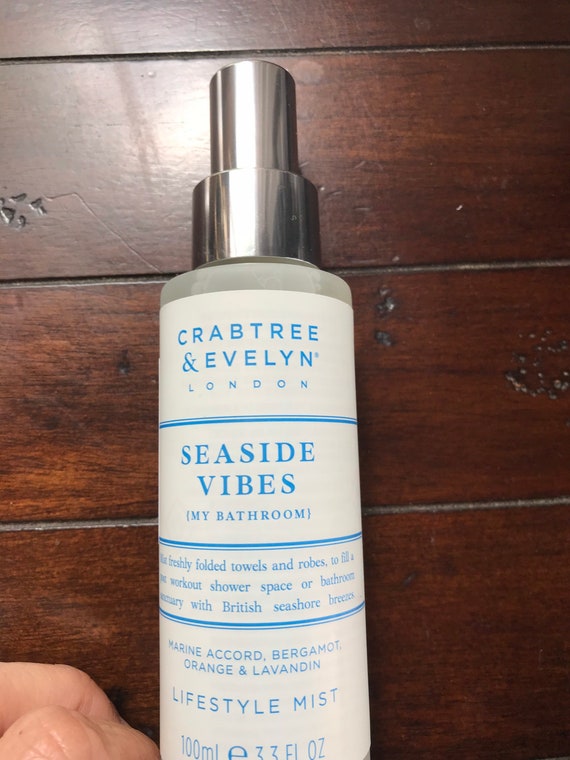 CRABTREE
& EVELYN®
LONDON
SEASIDE
VIBES
{MY BATHROOM}
freshly folded towels and robes, to fill a
workout shower space or bathroom
with British seashore breezes
MARINE ACCORD, BERGAMOT,
ORANGE & LAVANDIN
LIFESTYLE MIST
100ml ℮ 3.3 FL OZ